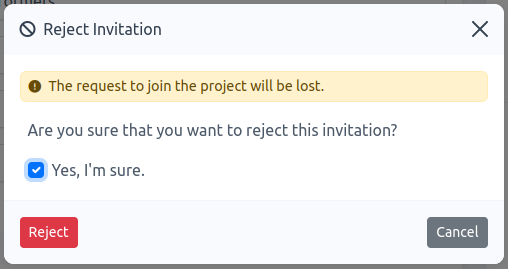 Reject Invitation
The request to join the project will be lost.
Are you sure that you want to reject this invitation?
Yes, I'm sure.
Reject
Cancel